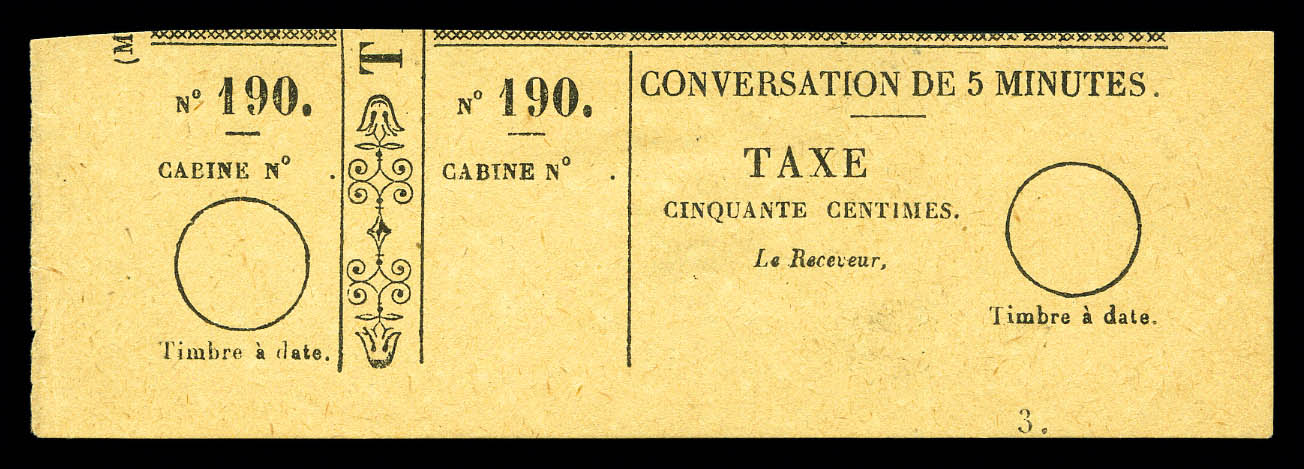 (M
Nº 190.
CABINE Nº .
Timbre à date.
T
Nº 190.
CABINE Nº .
CONVERSATION DE 5 MINUTES.
TAXE
CINQUANTE CENTIMES.
Le Receveur,
Timbre à date.
3.